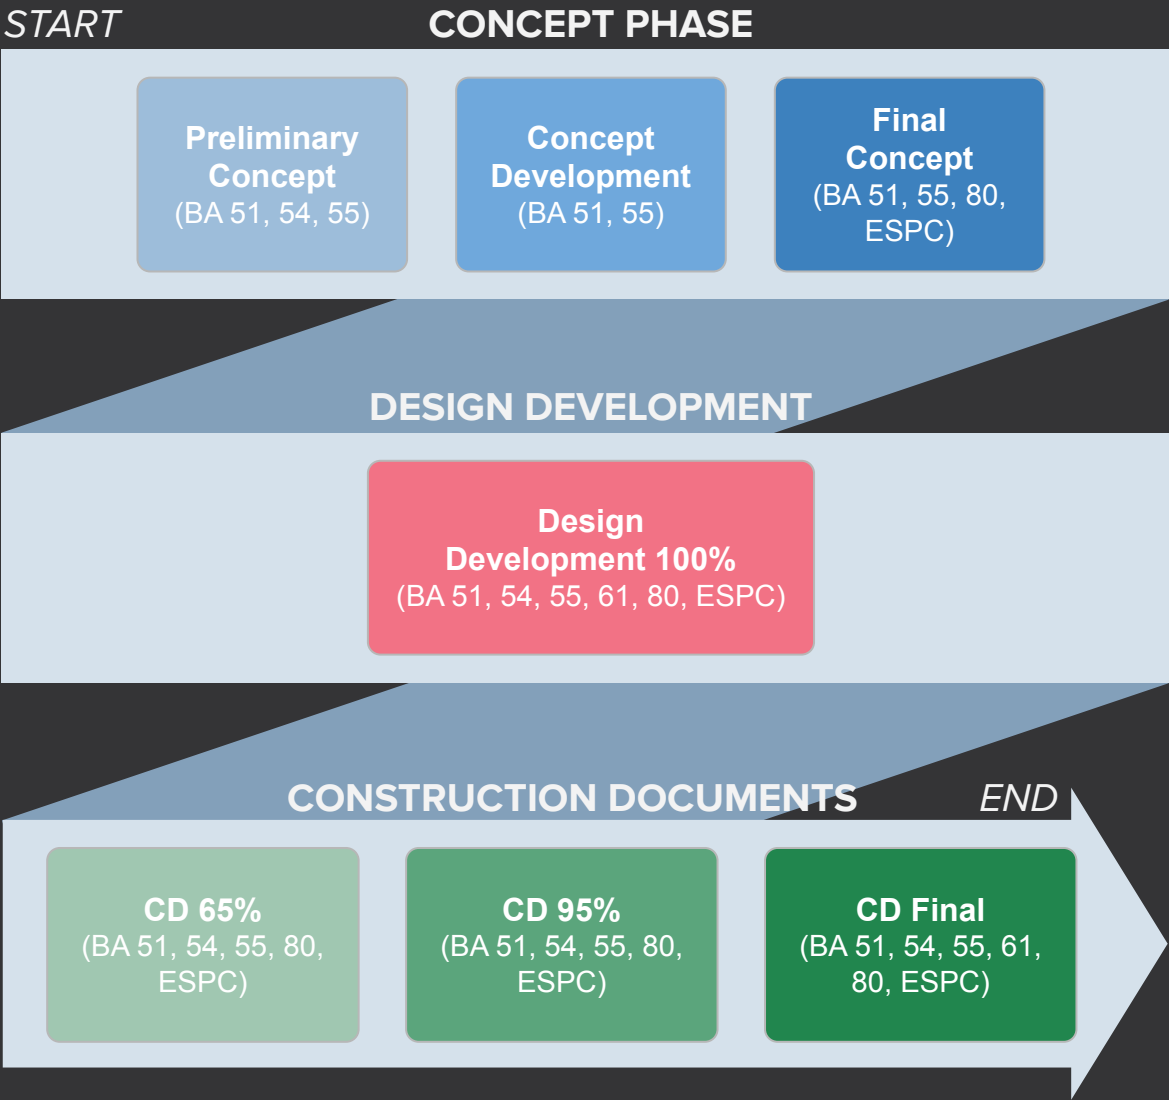 START
CONCEPT PHASE
Preliminary
Concept
(BA 51, 54, 55)
Concept
Development
(BA 51, 55)
Final
Concept
(BA 51, 55, 80,
ESPC)
DESIGN DEVELOPMENT
Design
Development 100%
(BA 51, 54, 55, 61, 80, ESPC)
CONSTRUCTION DOCUMENTS
END
CD 65%
(BA 51, 54, 55, 80,
ESPC)
CD 95%
(BA 51, 54, 55, 80,
ESPC)
CD Final
(BA 51, 54, 55, 61,
80, ESPC)